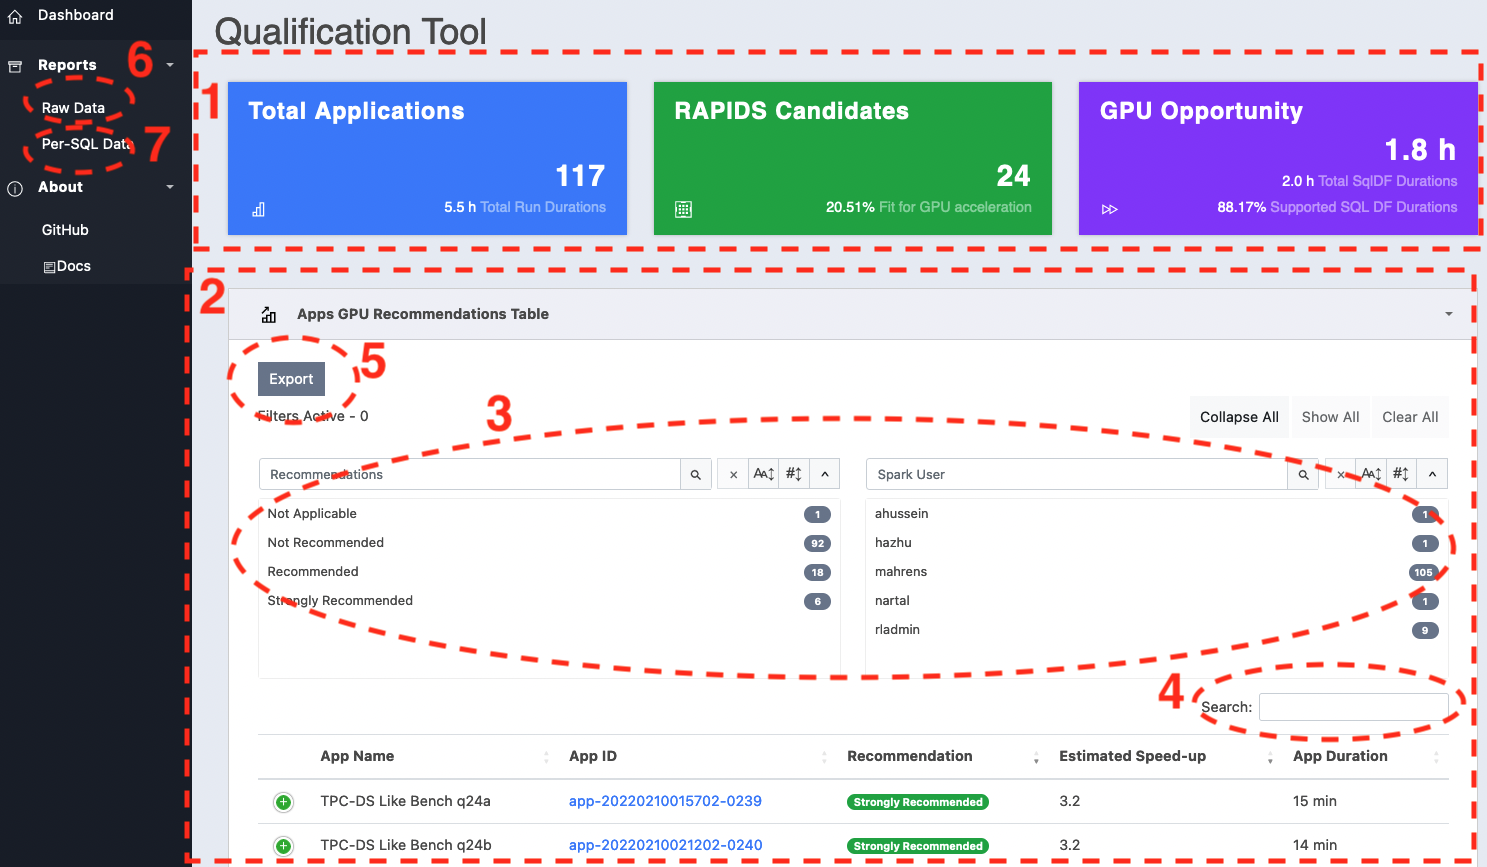 Dashboard
Reports
6
Raw Data
Per-SQL Data
7
About
GitHub
Docs
Qualification Tool
1
Total Applications
117
5.5 h Total Run Durations
RAPIDS Candidates
24
20.51% Fit for GPU acceleration
GPU Opportunity
1.8 h
2.0 h Total SqlDF Durations
88.17% Supported SQL DF Durations
2
Apps GPU Recommendations Table
Export
5
Filters Active - 0
3
Collapse All
Show All
Clear All
Recommendations
Not Applicable 1
Not Recommended 92
Recommended 18
Strongly Recommended 6
Spark User
ahussein 1
hazhu 1
mahrens 105
nartal 1
rladmin 9
4
Search:
App Name App ID Recommendation Estimated Speed-up App Duration
TPC-DS Like Bench q24a app-20220210015702-0239 Strongly Recommended 3.2 15 min
TPC-DS Like Bench q24b app-20220210021202-0240 Strongly Recommended 3.2 14 min